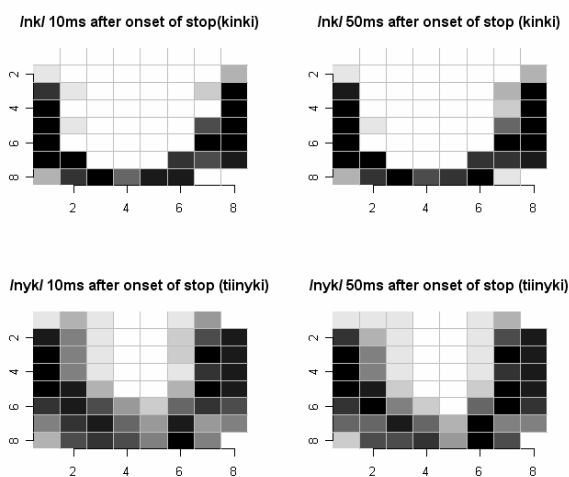 /nk/ 10ms after onset of stop(kinki)
/nk/ 50ms after onset of stop (kinki)
2
4
6
8
2 4 6 8
2
4
6
8
2 4 6 8
/nyk/ 10ms after onset of stop (tiinyki)
/nyk/ 50ms after onset of stop (tiinyki)
2
4
6
8
2 4 6 8
2
4
6
8
2 4 6 8